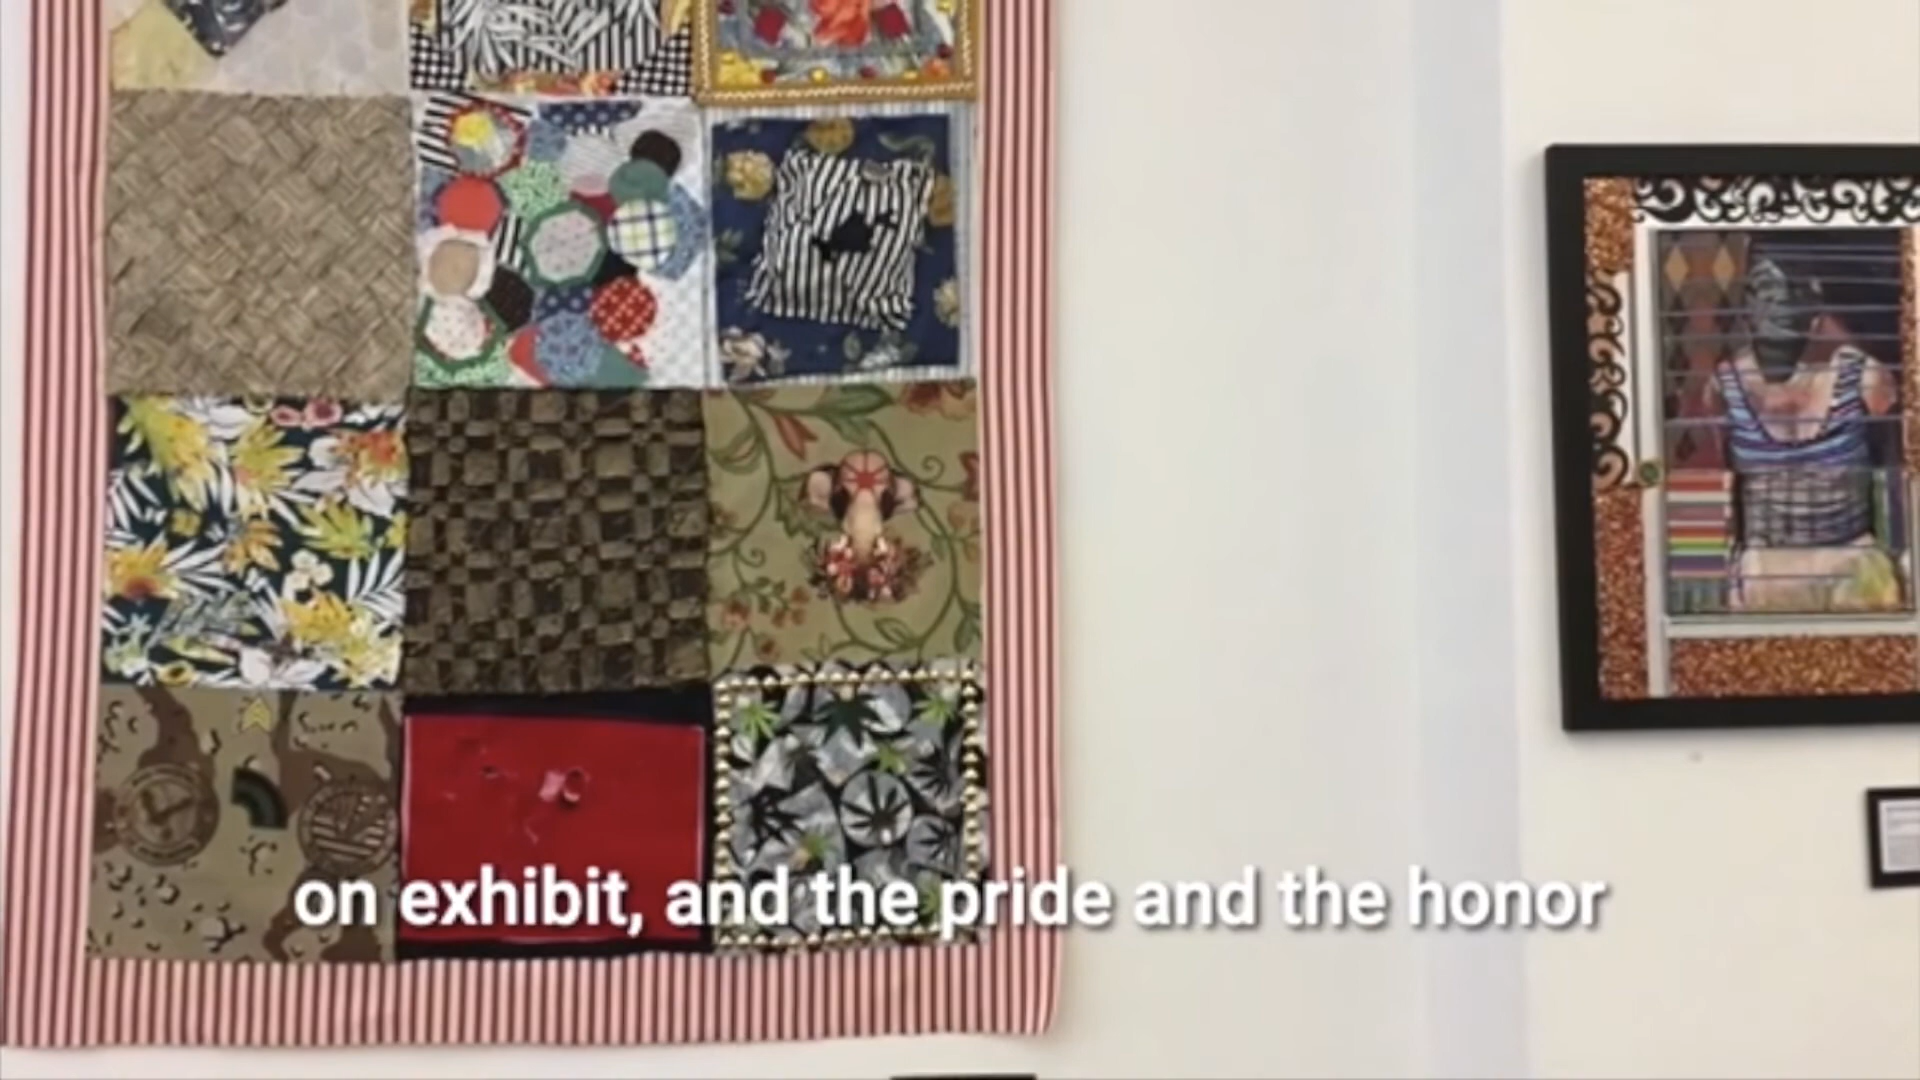 on exhibit, and the pride and the honor